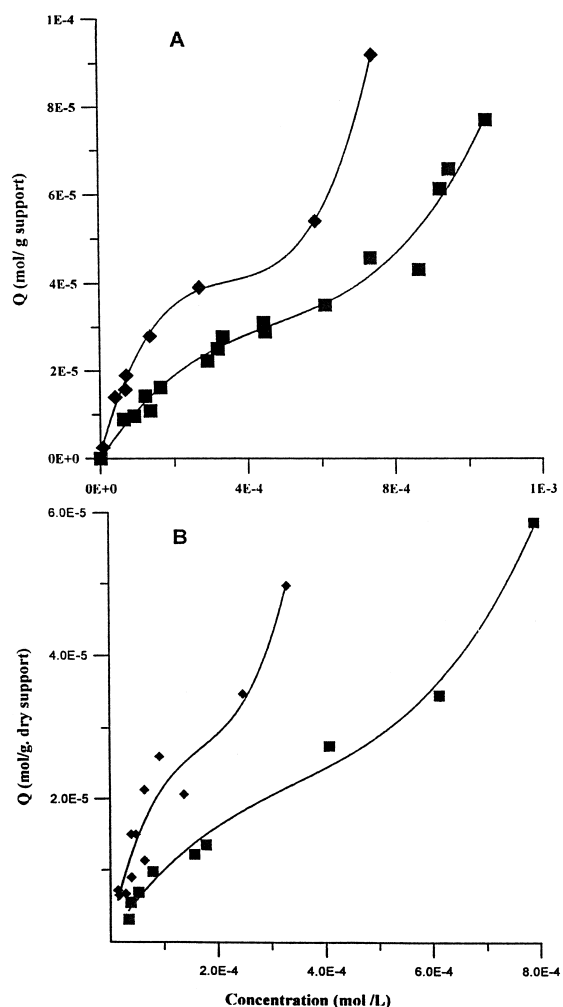 1E-4
A
8E-5
6E-5
Q (mol/ g support)
4E-5
2E-5
0E+0
0E+0 4E-4 8E-4 1E-3
6.0E-5
B
4.0E-5
Q (mol/g. dry support)
2.0E-5
2.0E-4 4.0E-4 6.0E-4 8.0E-4
Concentration (mol /L)